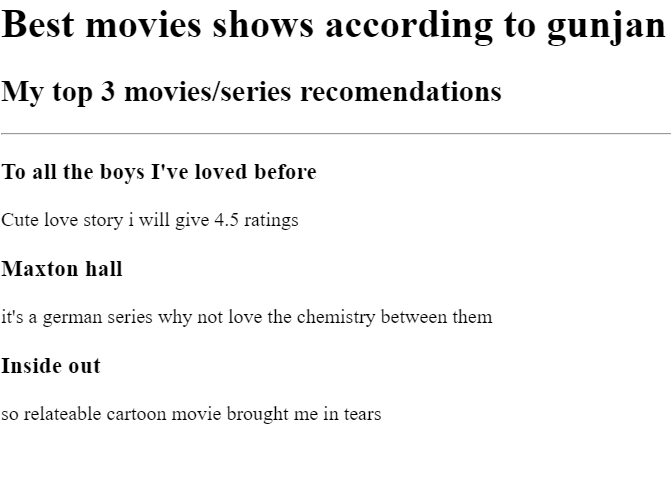 Best movies shows according to gunjan
My top 3 movies/series recomendations
To all the boys I've loved before
Cute love story i will give 4.5 ratings
Maxton hall
it's a german series why not love the chemistry between them
Inside out
so relateable cartoon movie brought me in tears